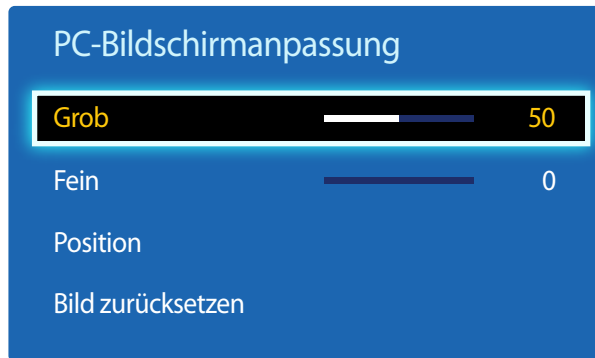 PC-Bildschirmanpassung
Grob 50
Fein 0
Position
Bild zurücksetzen